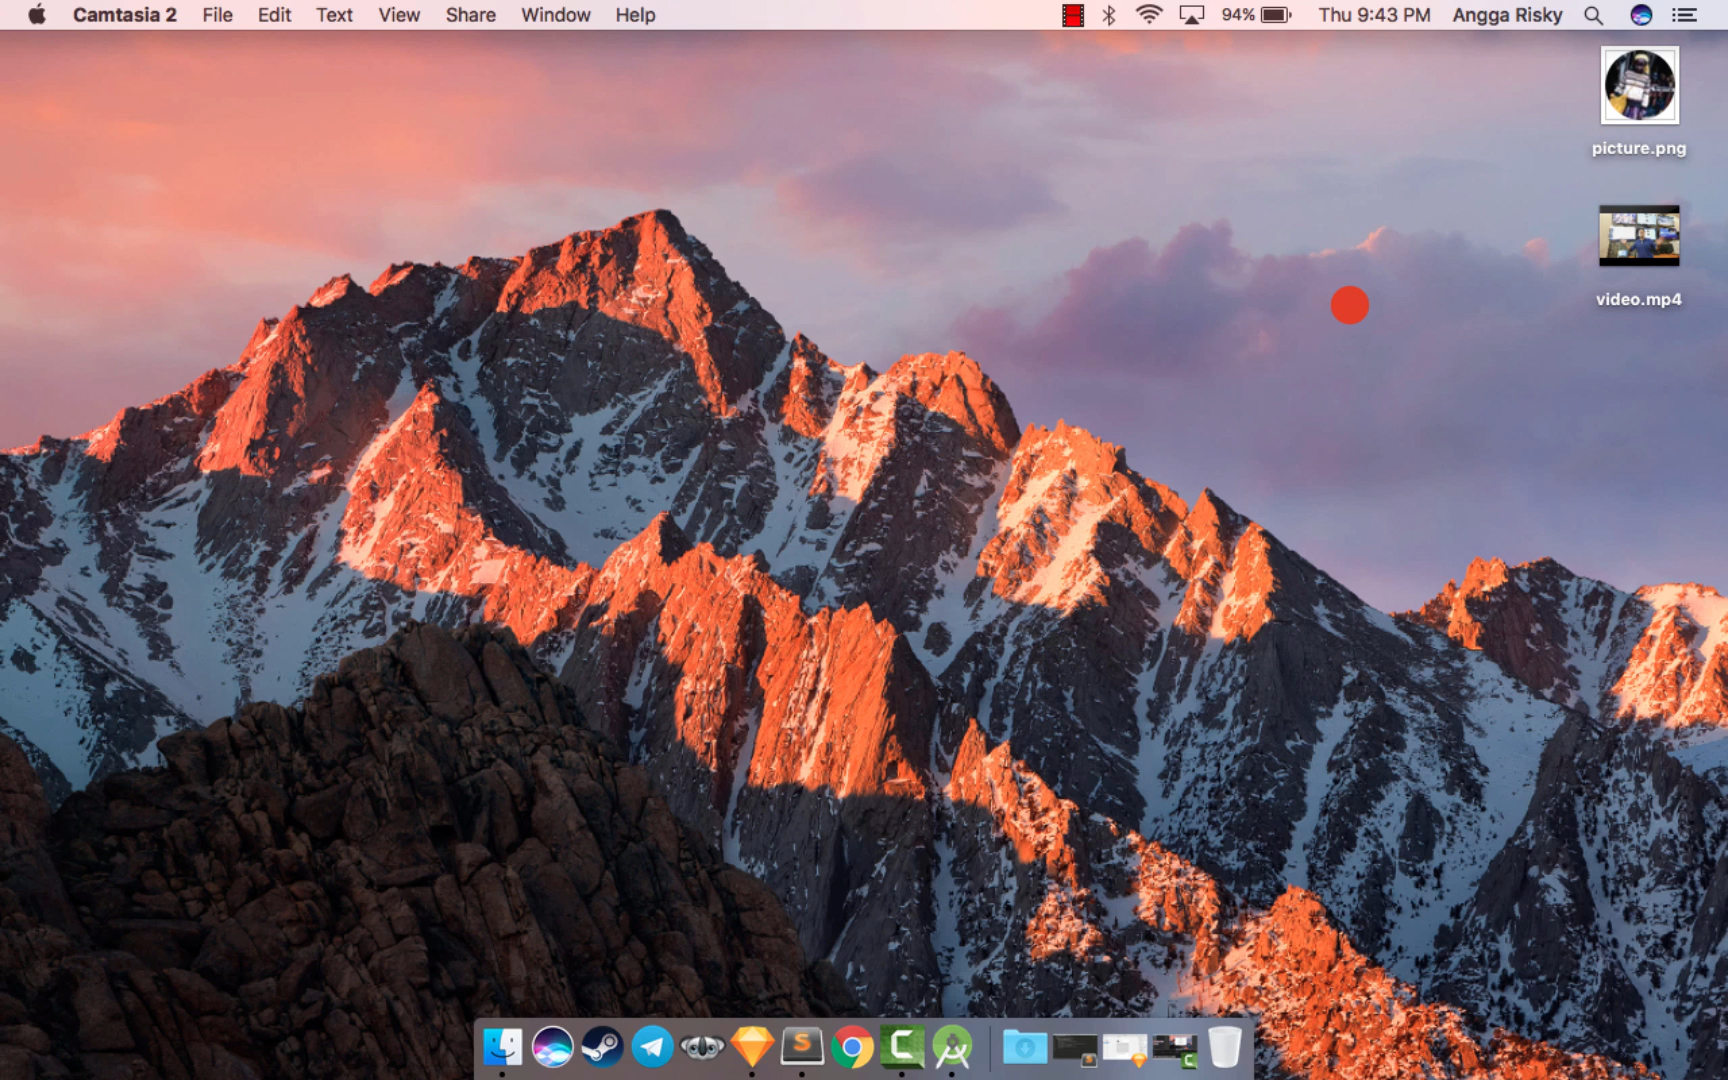 Camtasia 2 File Edit Text View Share Window Help 94% Thu 9:43 PM Angga Risky
picture.png
video.mp4